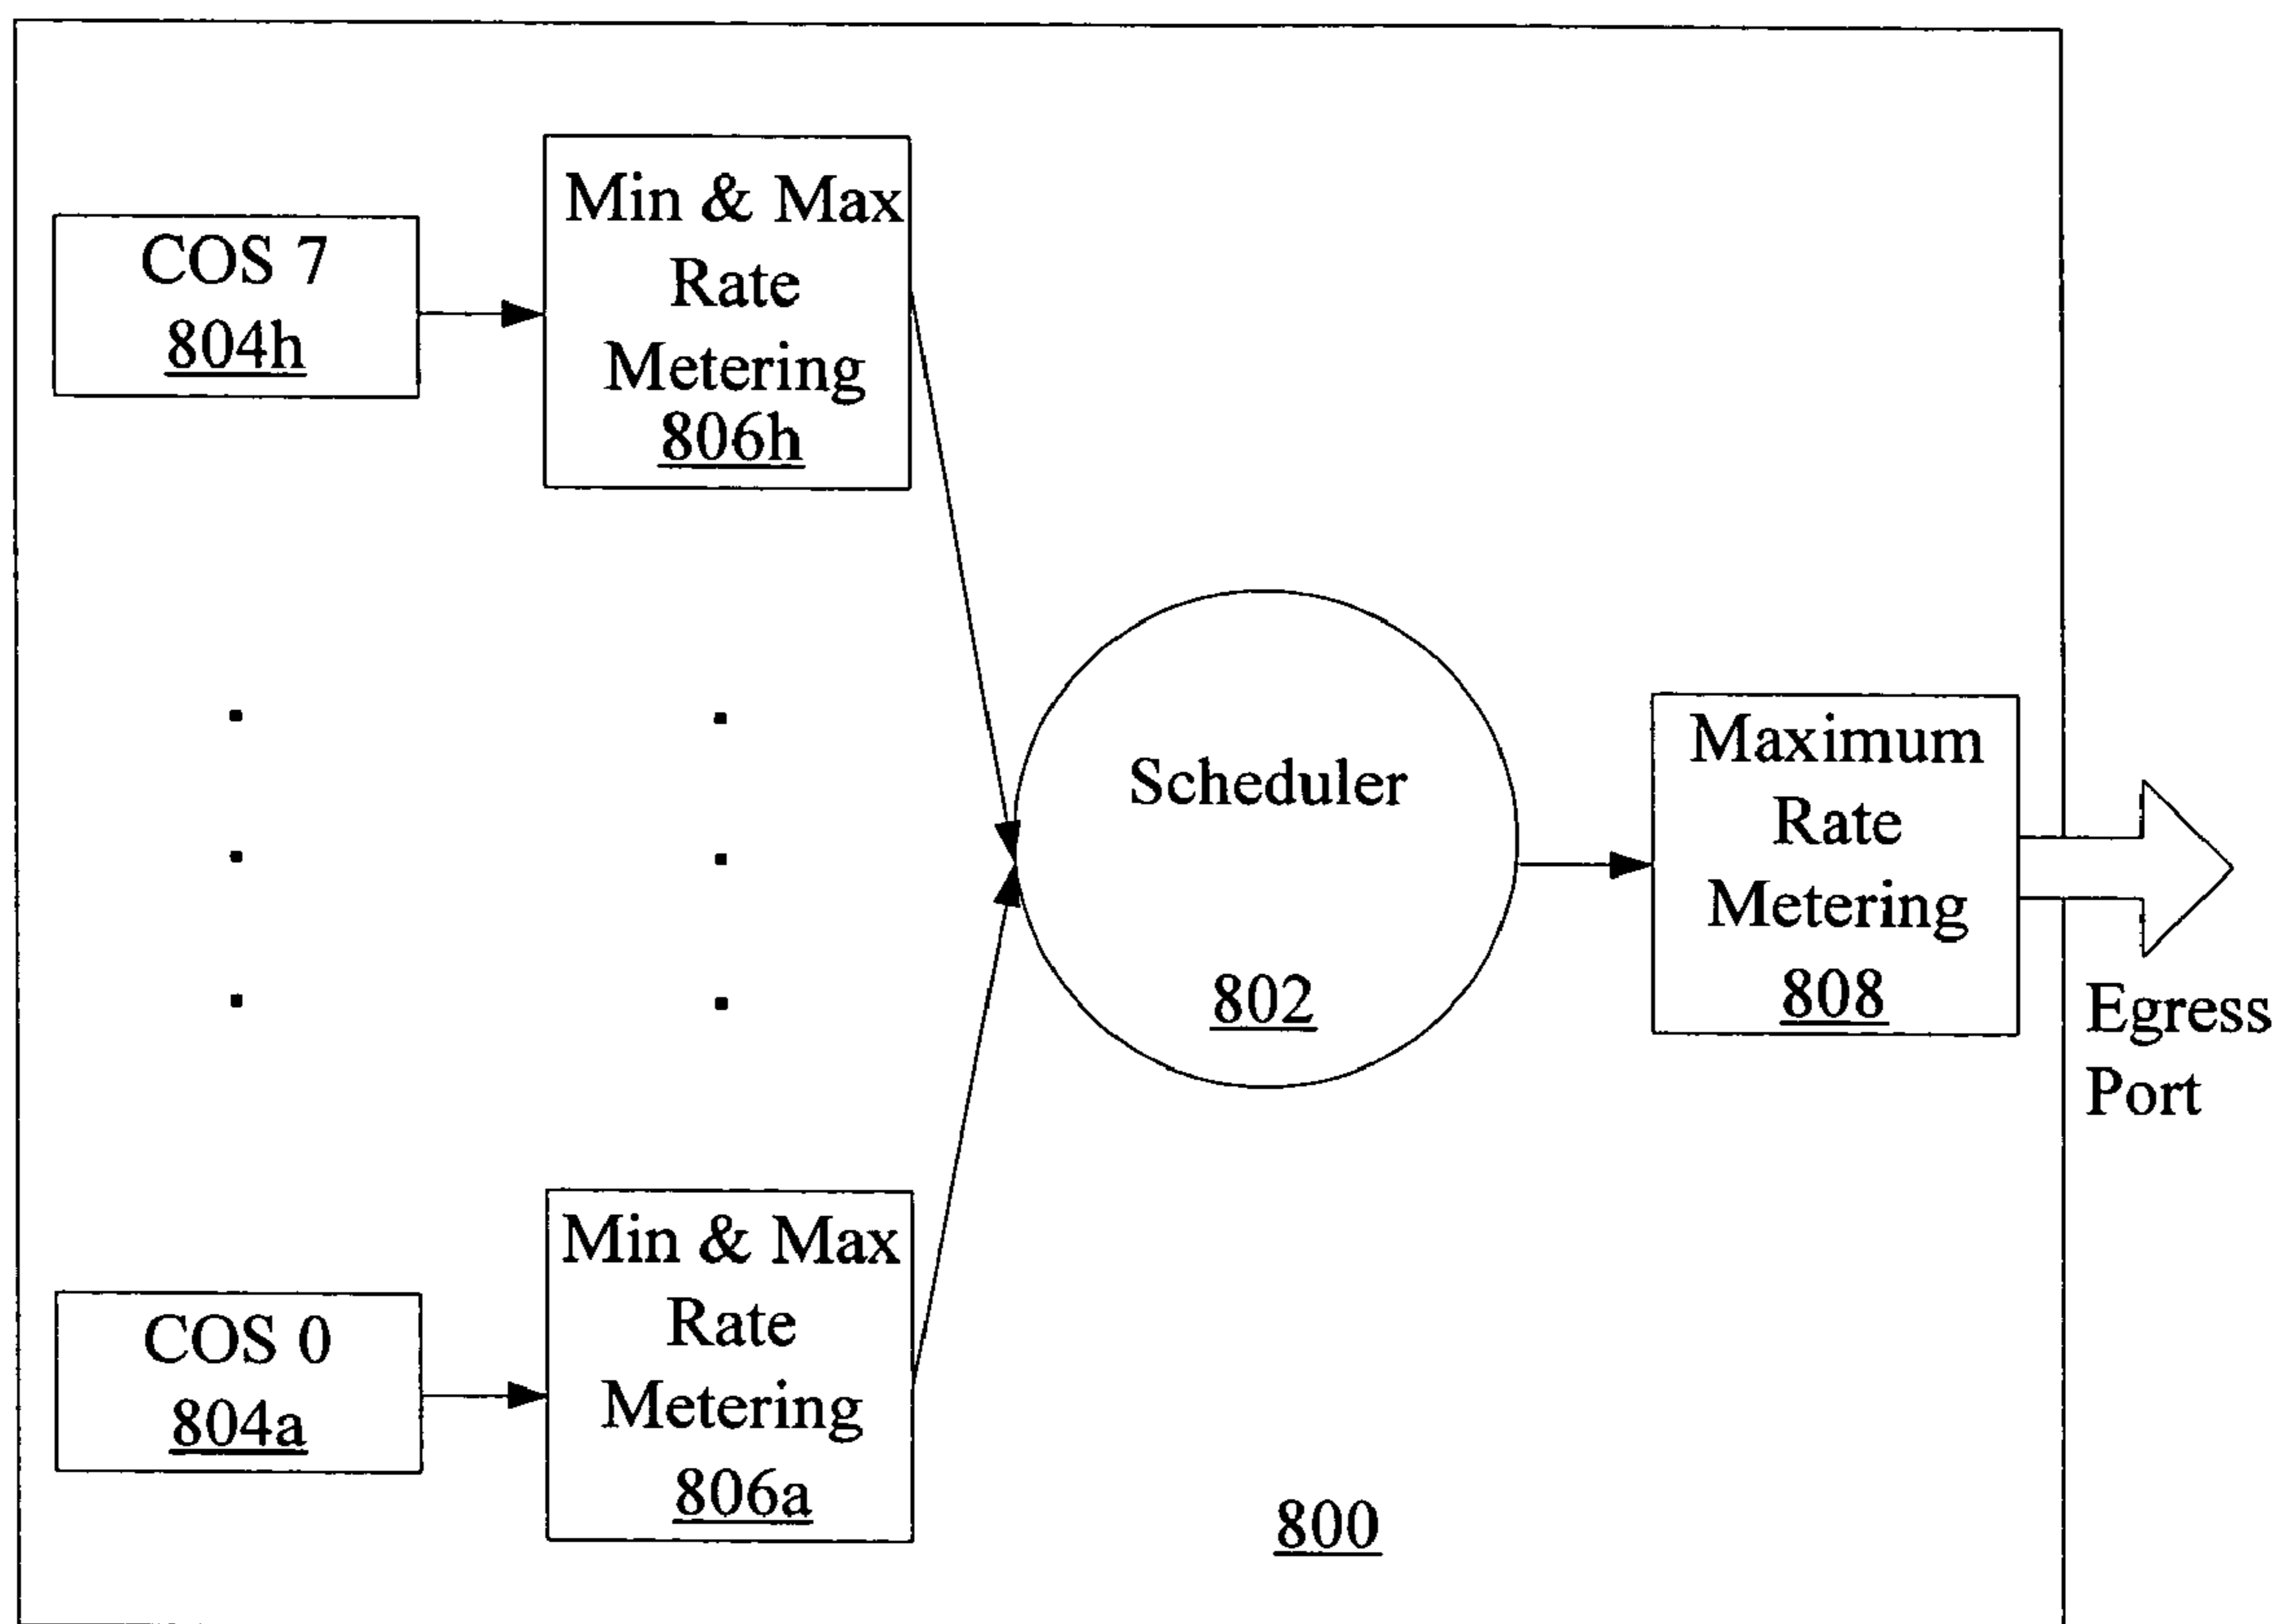 COS 7
804h
Min & Max
Rate
Metering
806h
Scheduler
802
Maximum
Rate
Metering
808
Egress
Port
COS 0
804a
Min & Max
Rate
Metering
806a
800